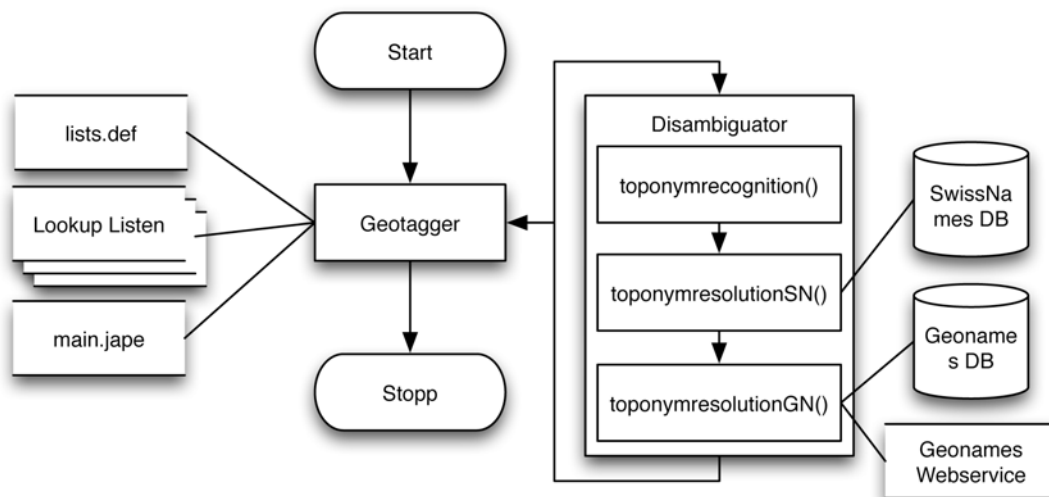 Start
lists.def
Lookup Listen
main.jape
Geotagger
Stopp
Disambiguator
toponymrecognition()
toponymresolutionSN()
toponymresolutionGN()
SwissNa
mes DB
Geoname
s DB
Geonames
Webservice